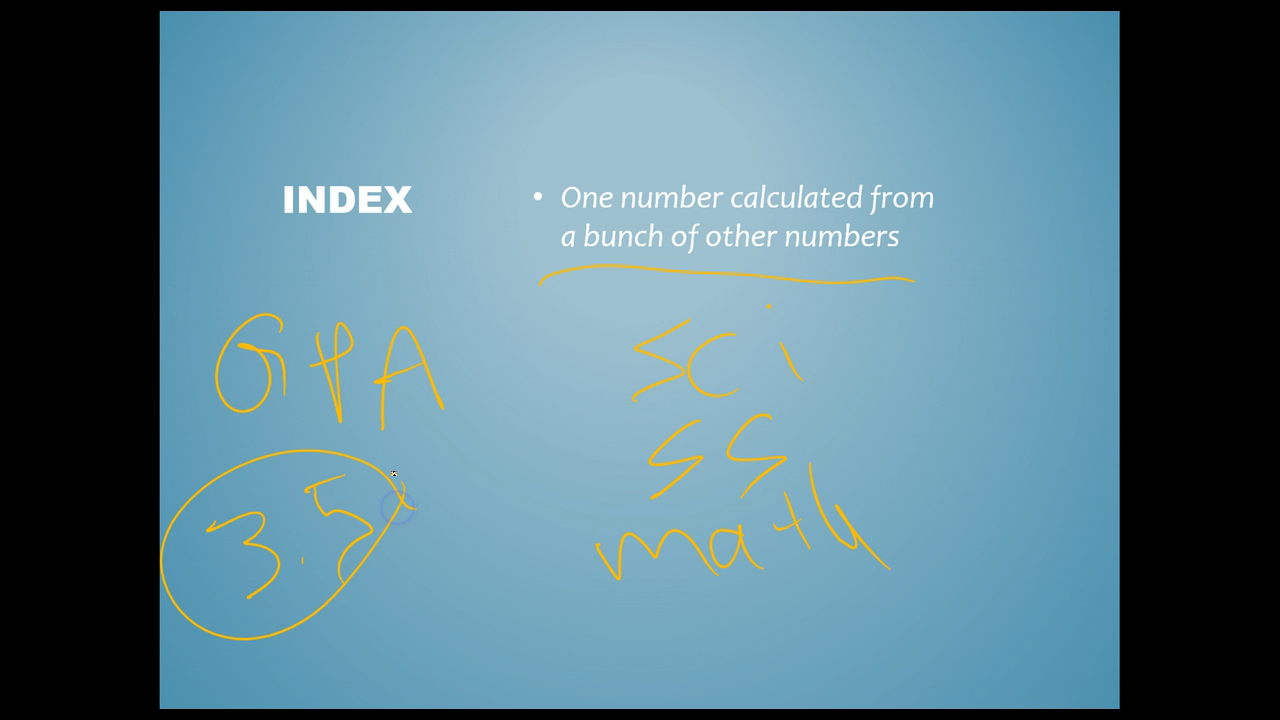 INDEX
• One number calculated from
a bunch of other numbers
GPA
3.5
sci
SS
math